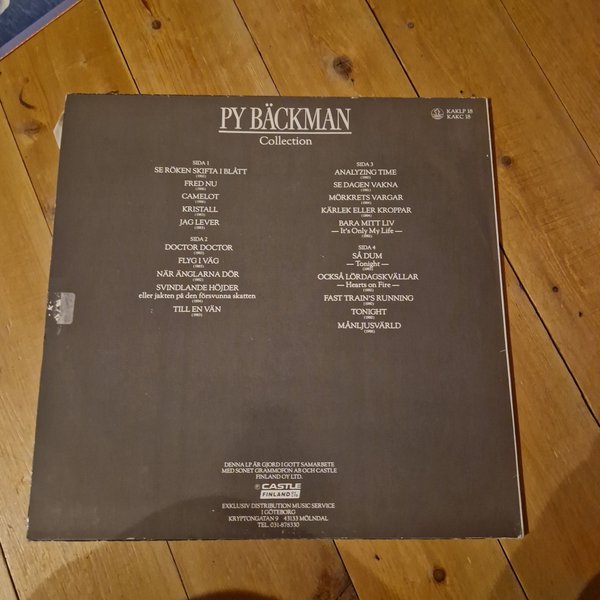 PY BÄCKMAN
Collection
KAKLP 18
KAKC 18
SIDA 1
SE RÖKEN SKIFTA I BLÅTT
FRED NU
CAMELOT
KRISTALL
JAG LEVER
SIDA 2
DOCTOR DOCTOR
FLYG I VÄG
NÄR ÄNGLARNA DÖR
SVINDLANDE HÖJDER
eller jakten på den försvunna skatten
TILL EN VÄN
SIDA 3
ANALYZING TIME
SE DAGEN VAKNA
MÖRKRETS VARGAR
KÄRLEK ELLER KROPPAR
BARA MITT LIV
— It's Only My Life —
SIDA 4
SÅ DUM
— Tonight —
OCKSÅ LÖRDAGSKVÄLLAR
— Hearts on Fire —
FAST TRAIN'S RUNNING
TONIGHT
MÅNLJUSVÄRLD
DENNA LP ÄR GJORD I GOTT SAMARBETE
MED SONET GRAMMOFON AB OCH CASTLE
FINLAND OY LTD.
CASTLE
FINLAND
EXKLUSIV DISTRIBUTION MUSIC SERVICE
I GÖTEBORG
KRYPTONGATAN 9 43133 MÖLNDAL
TEL. 031-878330